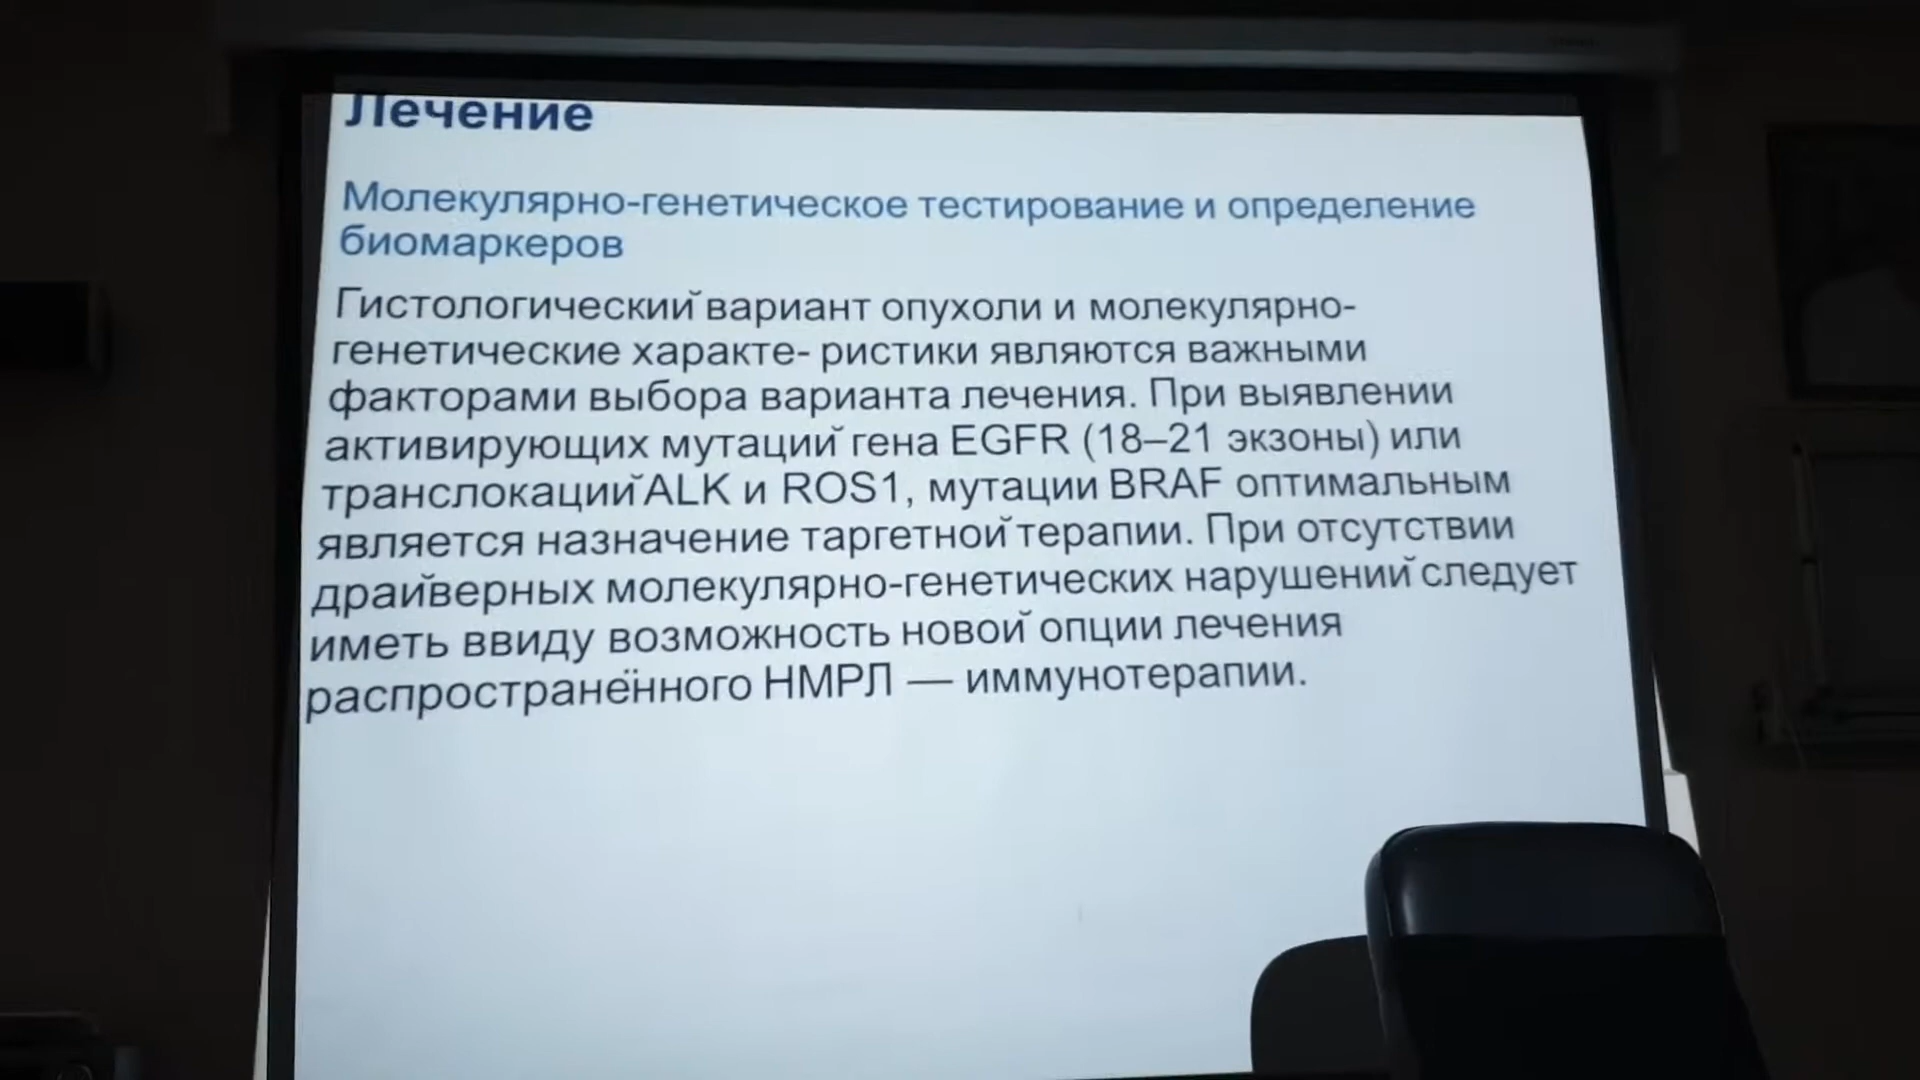 Лечение
Молекулярно-генетическое тестирование и определение
биомаркеров
Гистологический вариант опухоли и молекулярно-
генетические характе- ристики являются важными
факторами выбора варианта лечения. При выявлении
активирующих мутаций гена EGFR (18–21 экзоны) или
транслокаций ALK и ROS1, мутации BRAF оптимальным
является назначение таргетной терапии. При отсутствии
драйверных молекулярно-генетических нарушений следует
иметь ввиду возможность новой опции лечения
распространённого НМРЛ — иммунотерапии.